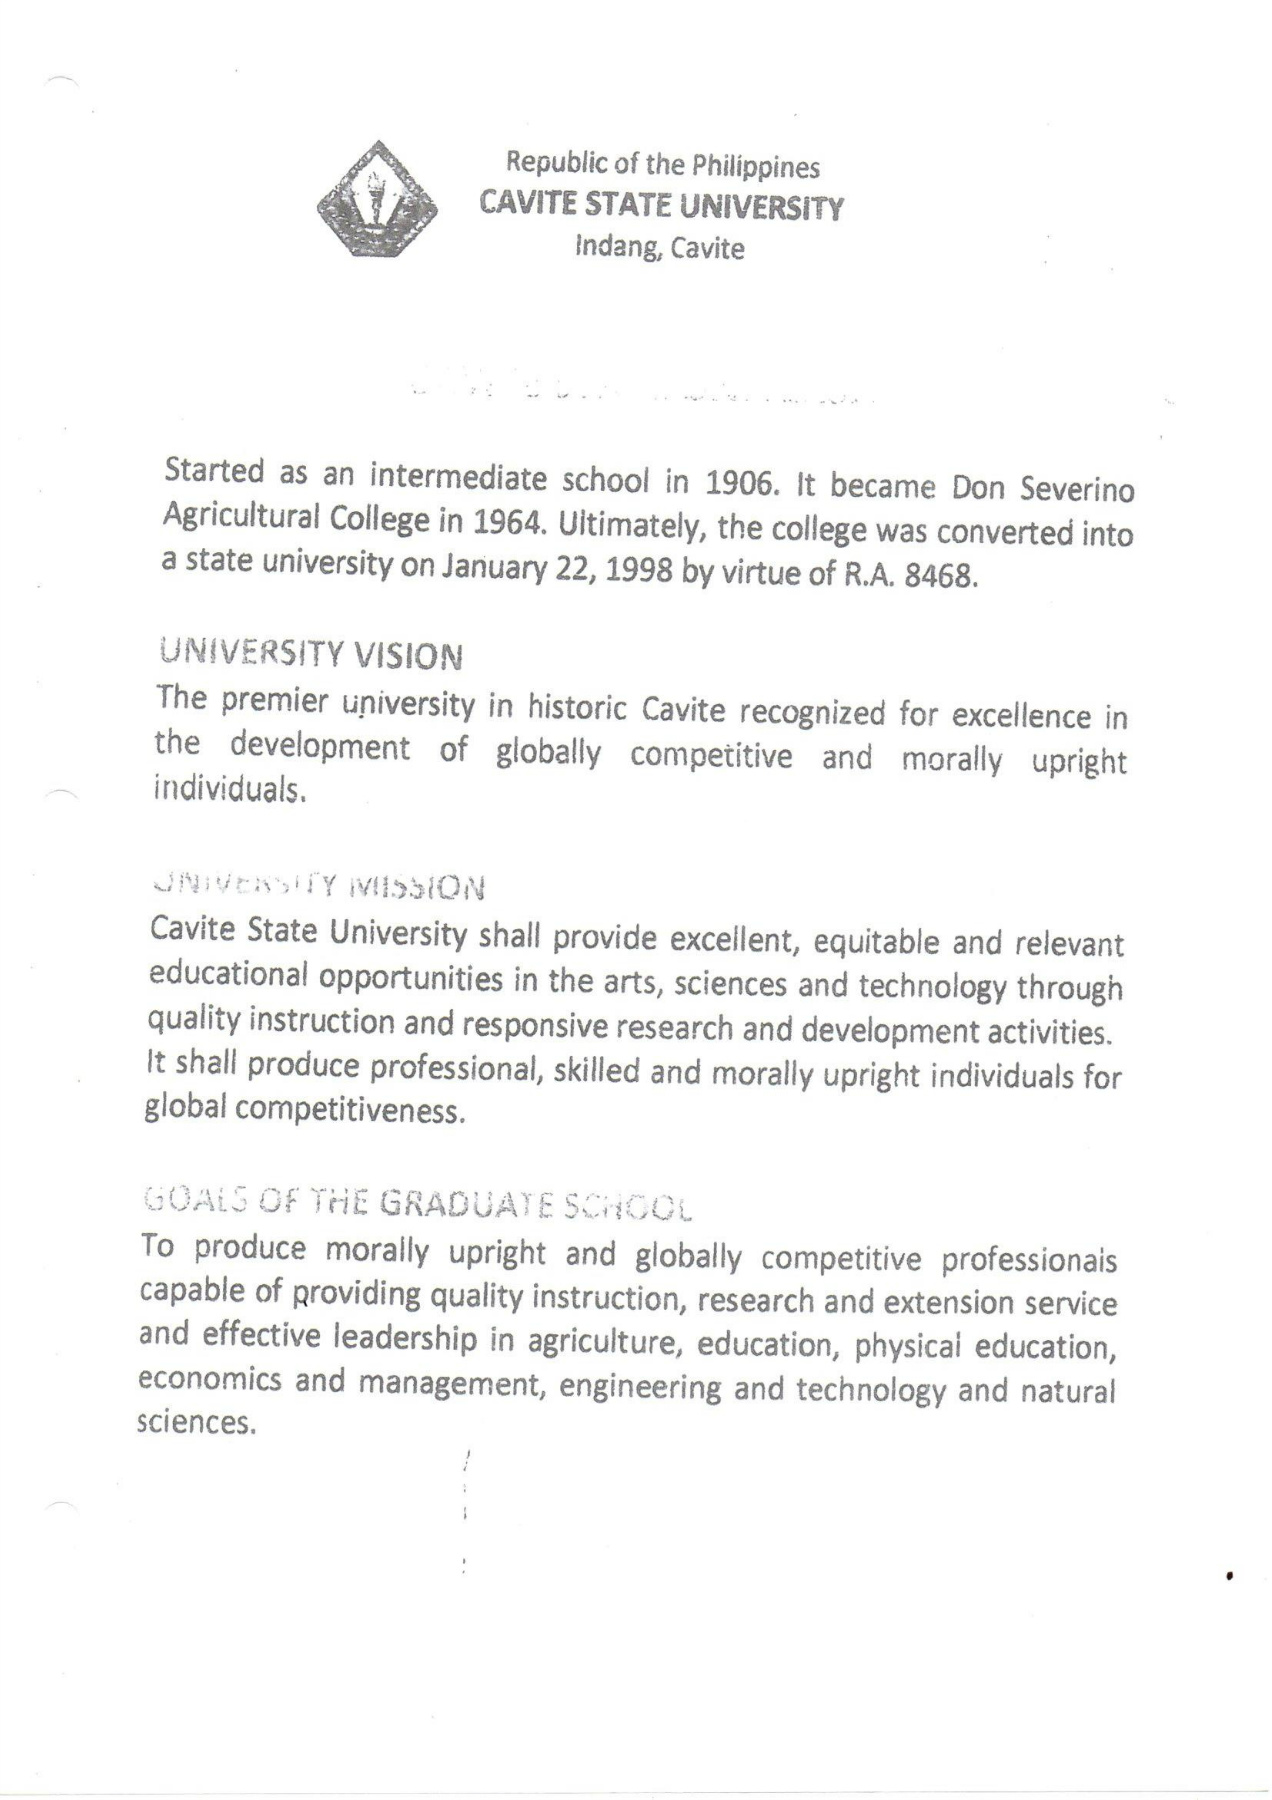 Republic of the Philippines
CAVITE STATE UNIVERSITY
Indang, Cavite
Started as an intermediate school in 1906. It became Don Severino
Agricultural College in 1964. Ultimately, the college was converted into
a state university on January 22, 1998 by virtue of R.A. 8468.
UNIVERSITY VISION
The premier university in historic Cavite recognized for excellence in
the development of globally competitive and morally upright
individuals.
UNIVERSITY MISSION
Cavite State University shall provide excellent, equitable and relevant
educational opportunities in the arts, sciences and technology through
quality instruction and responsive research and development activities.
It shall produce professional, skilled and morally upright individuals for
global competitiveness.
GOALS OF THE GRADUATE SCHOOL
To produce morally upright and globally competitive professionals
capable of providing quality instruction, research and extension service
and effective leadership in agriculture, education, physical education,
economics and management, engineering and technology and natural
sciences.